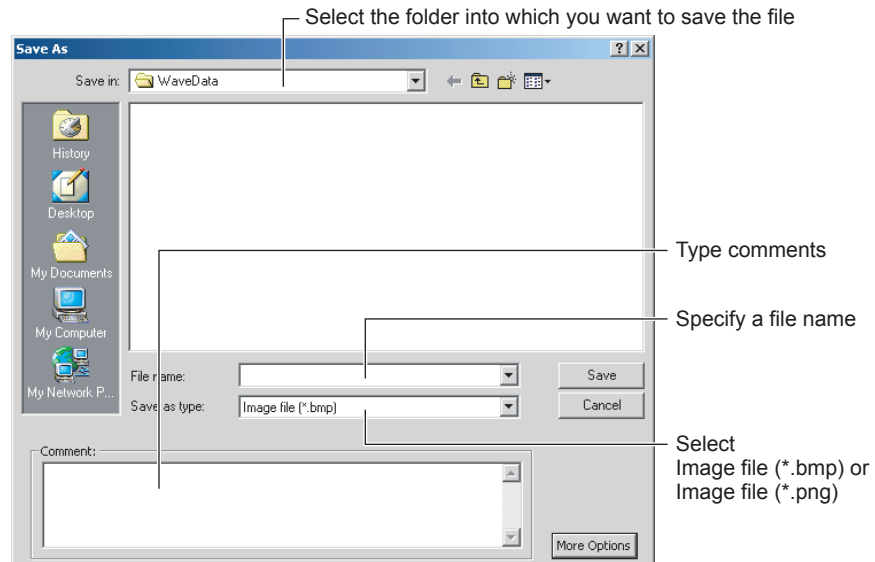 Select the folder into which you want to save the file
Save As
Save in:
WaveData
History
Desktop
My Documents
My Computer
My Network P...
Type comments
Specify a file name
File name:
Save
Save as type:
Image file (*.bmp)
Cancel
Select
Image file (*.bmp) or
Image file (*.png)
Comment:
More Options